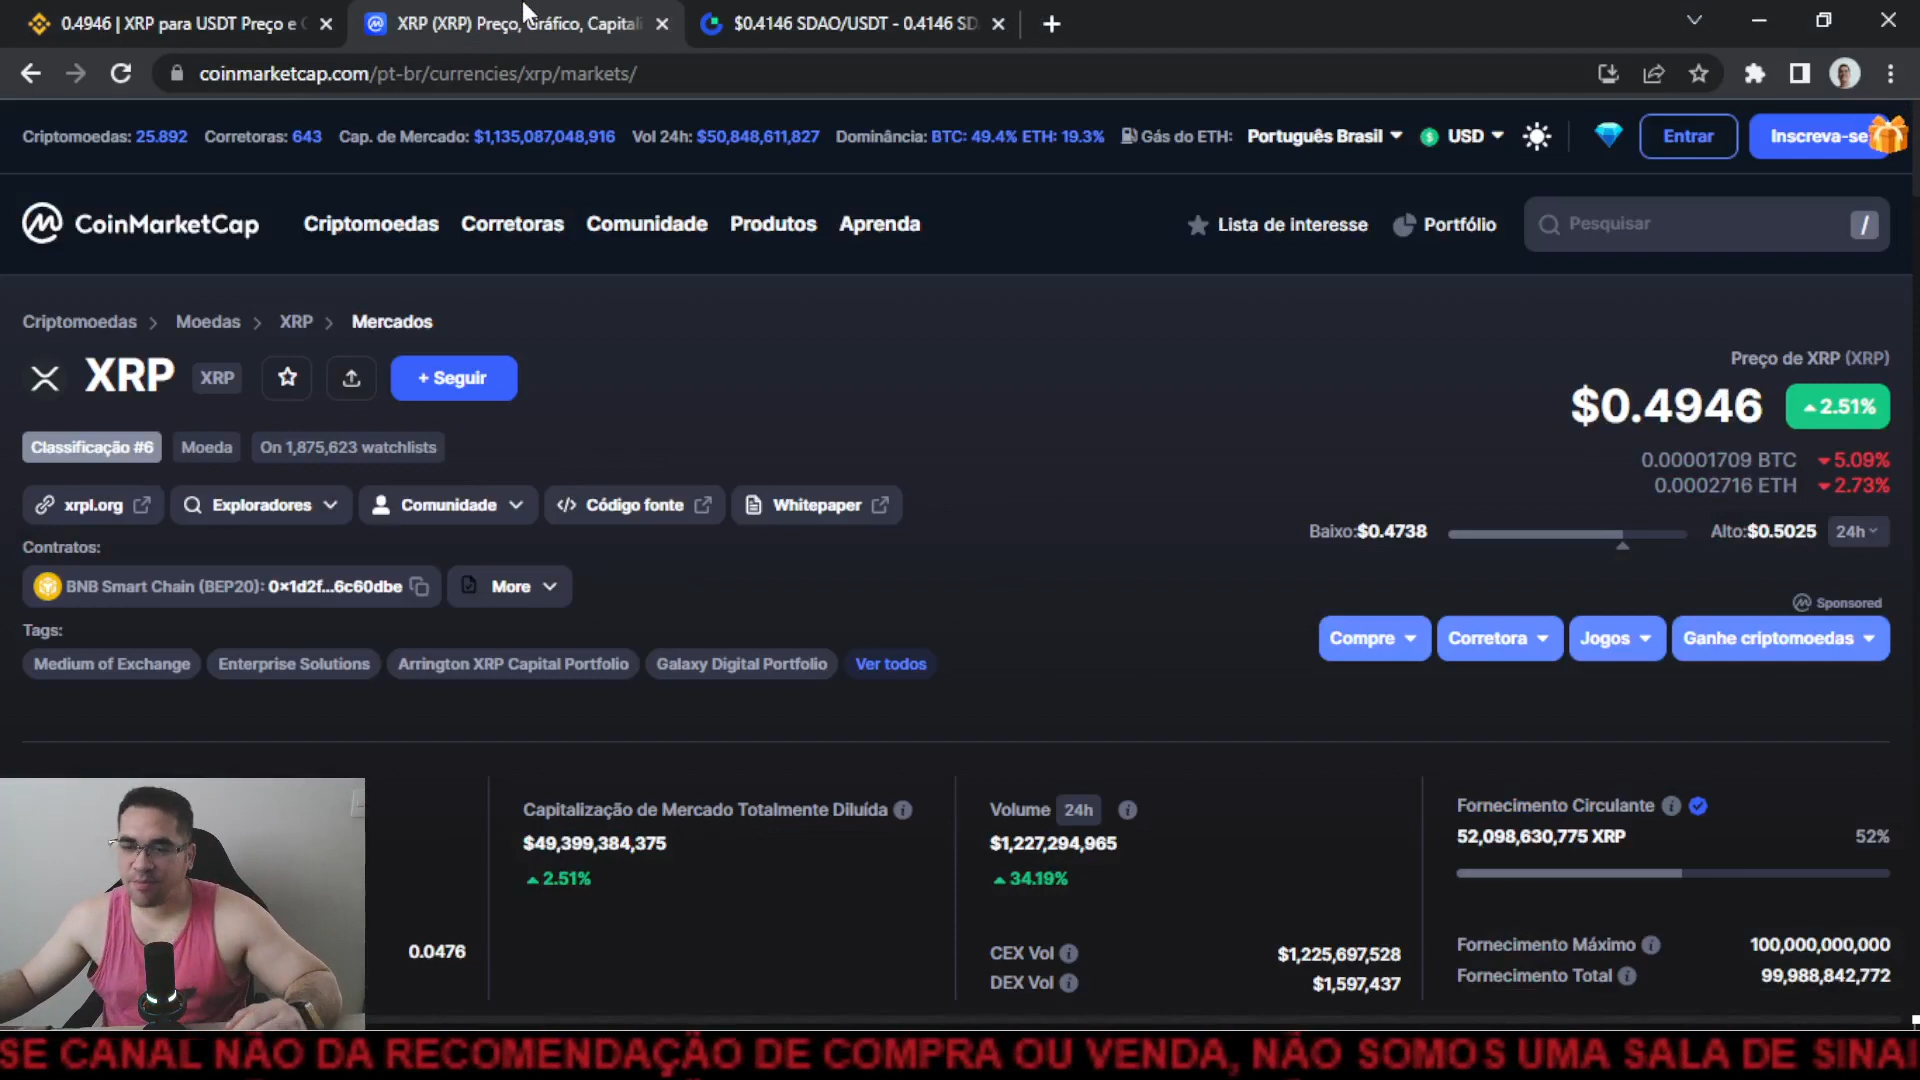 0.4946 | XRP para USDT Preço e
XRP (XRP) Preço, Gráfico, Capitali
$0.4146 SDAO/USDT - 0.4146 SD
coinmarketcap.com/pt-br/currencies/xrp/markets/
Criptomoedas: 25.892 Corretoras: 643 Cap. de Mercado: $1,135,087,048,916 Vol 24h: $50,848,611,827 Dominância: BTC: 49.4% ETH: 19.3% Gás do ETH: Português Brasil USD Entrar Inscreva-se
CoinMarketCap Criptomoedas Corretoras Comunidade Produtos Aprenda Lista de interesse Portfólio Pesquisar /
Criptomoedas > Moedas > XRP > Mercados
XRP XRP + Seguir
Preço de XRP (XRP)
$0.4946 2.51%
Classificação #6 Moeda On 1,875,623 watchlists
0.00001709 BTC 5.09%
0.0002716 ETH 2.73%
xrpl.org Exploradores Comunidade Código fonte Whitepaper
Baixo:$0.4738 Alto:$0.5025 24h
Contratos:
BNB Smart Chain (BEP20): 0x1d2f...6c60dbe More
Sponsored
Tags:
Compre Corretora Jogos Ganhe criptomoedas
Medium of Exchange Enterprise Solutions Arrington XRP Capital Portfolio Galaxy Digital Portfolio Ver todos
0.0476
Capitalização de Mercado Totalmente Diluída
$49,399,384,375
2.51%
Volume 24h
$1,227,294,965
34.19%
CEX Vol $1,225,697,528
DEX Vol $1,597,437
Fornecimento Circulante
52,098,630,775 XRP 52%
Fornecimento Máximo 100,000,000,000
Fornecimento Total 99,988,842,772
SE CANAL NÃO DA RECOMENDAÇÃO DE COMPRA OU VENDA, NÃO SOMOS UMA SALA DE SINAI